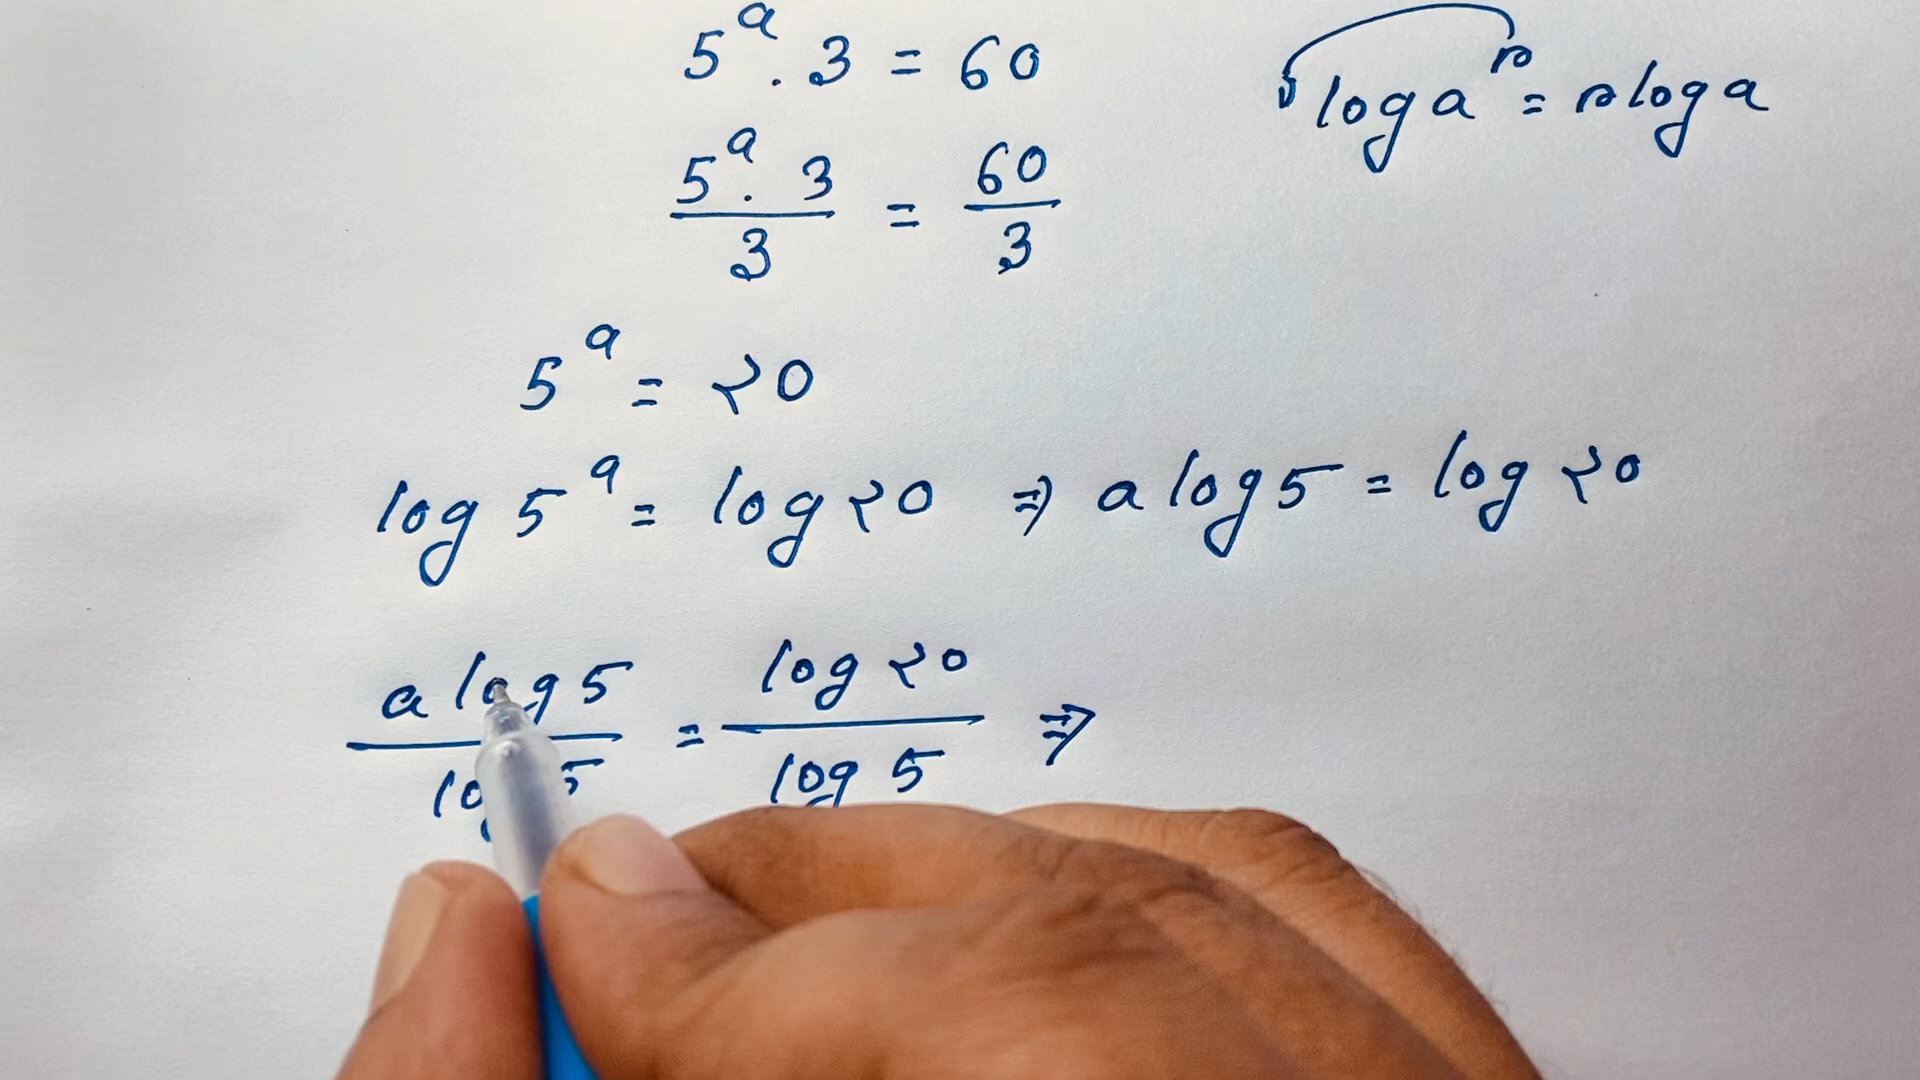 5^a . 3 = 60
log a^n = n log a
(5^a . 3)/3 = 60/3
5^a = 20
log 5^a = log 20 ⇒ a log 5 = log 20
(a log 5)/(log 5) = (log 20)/(log 5) ⇒